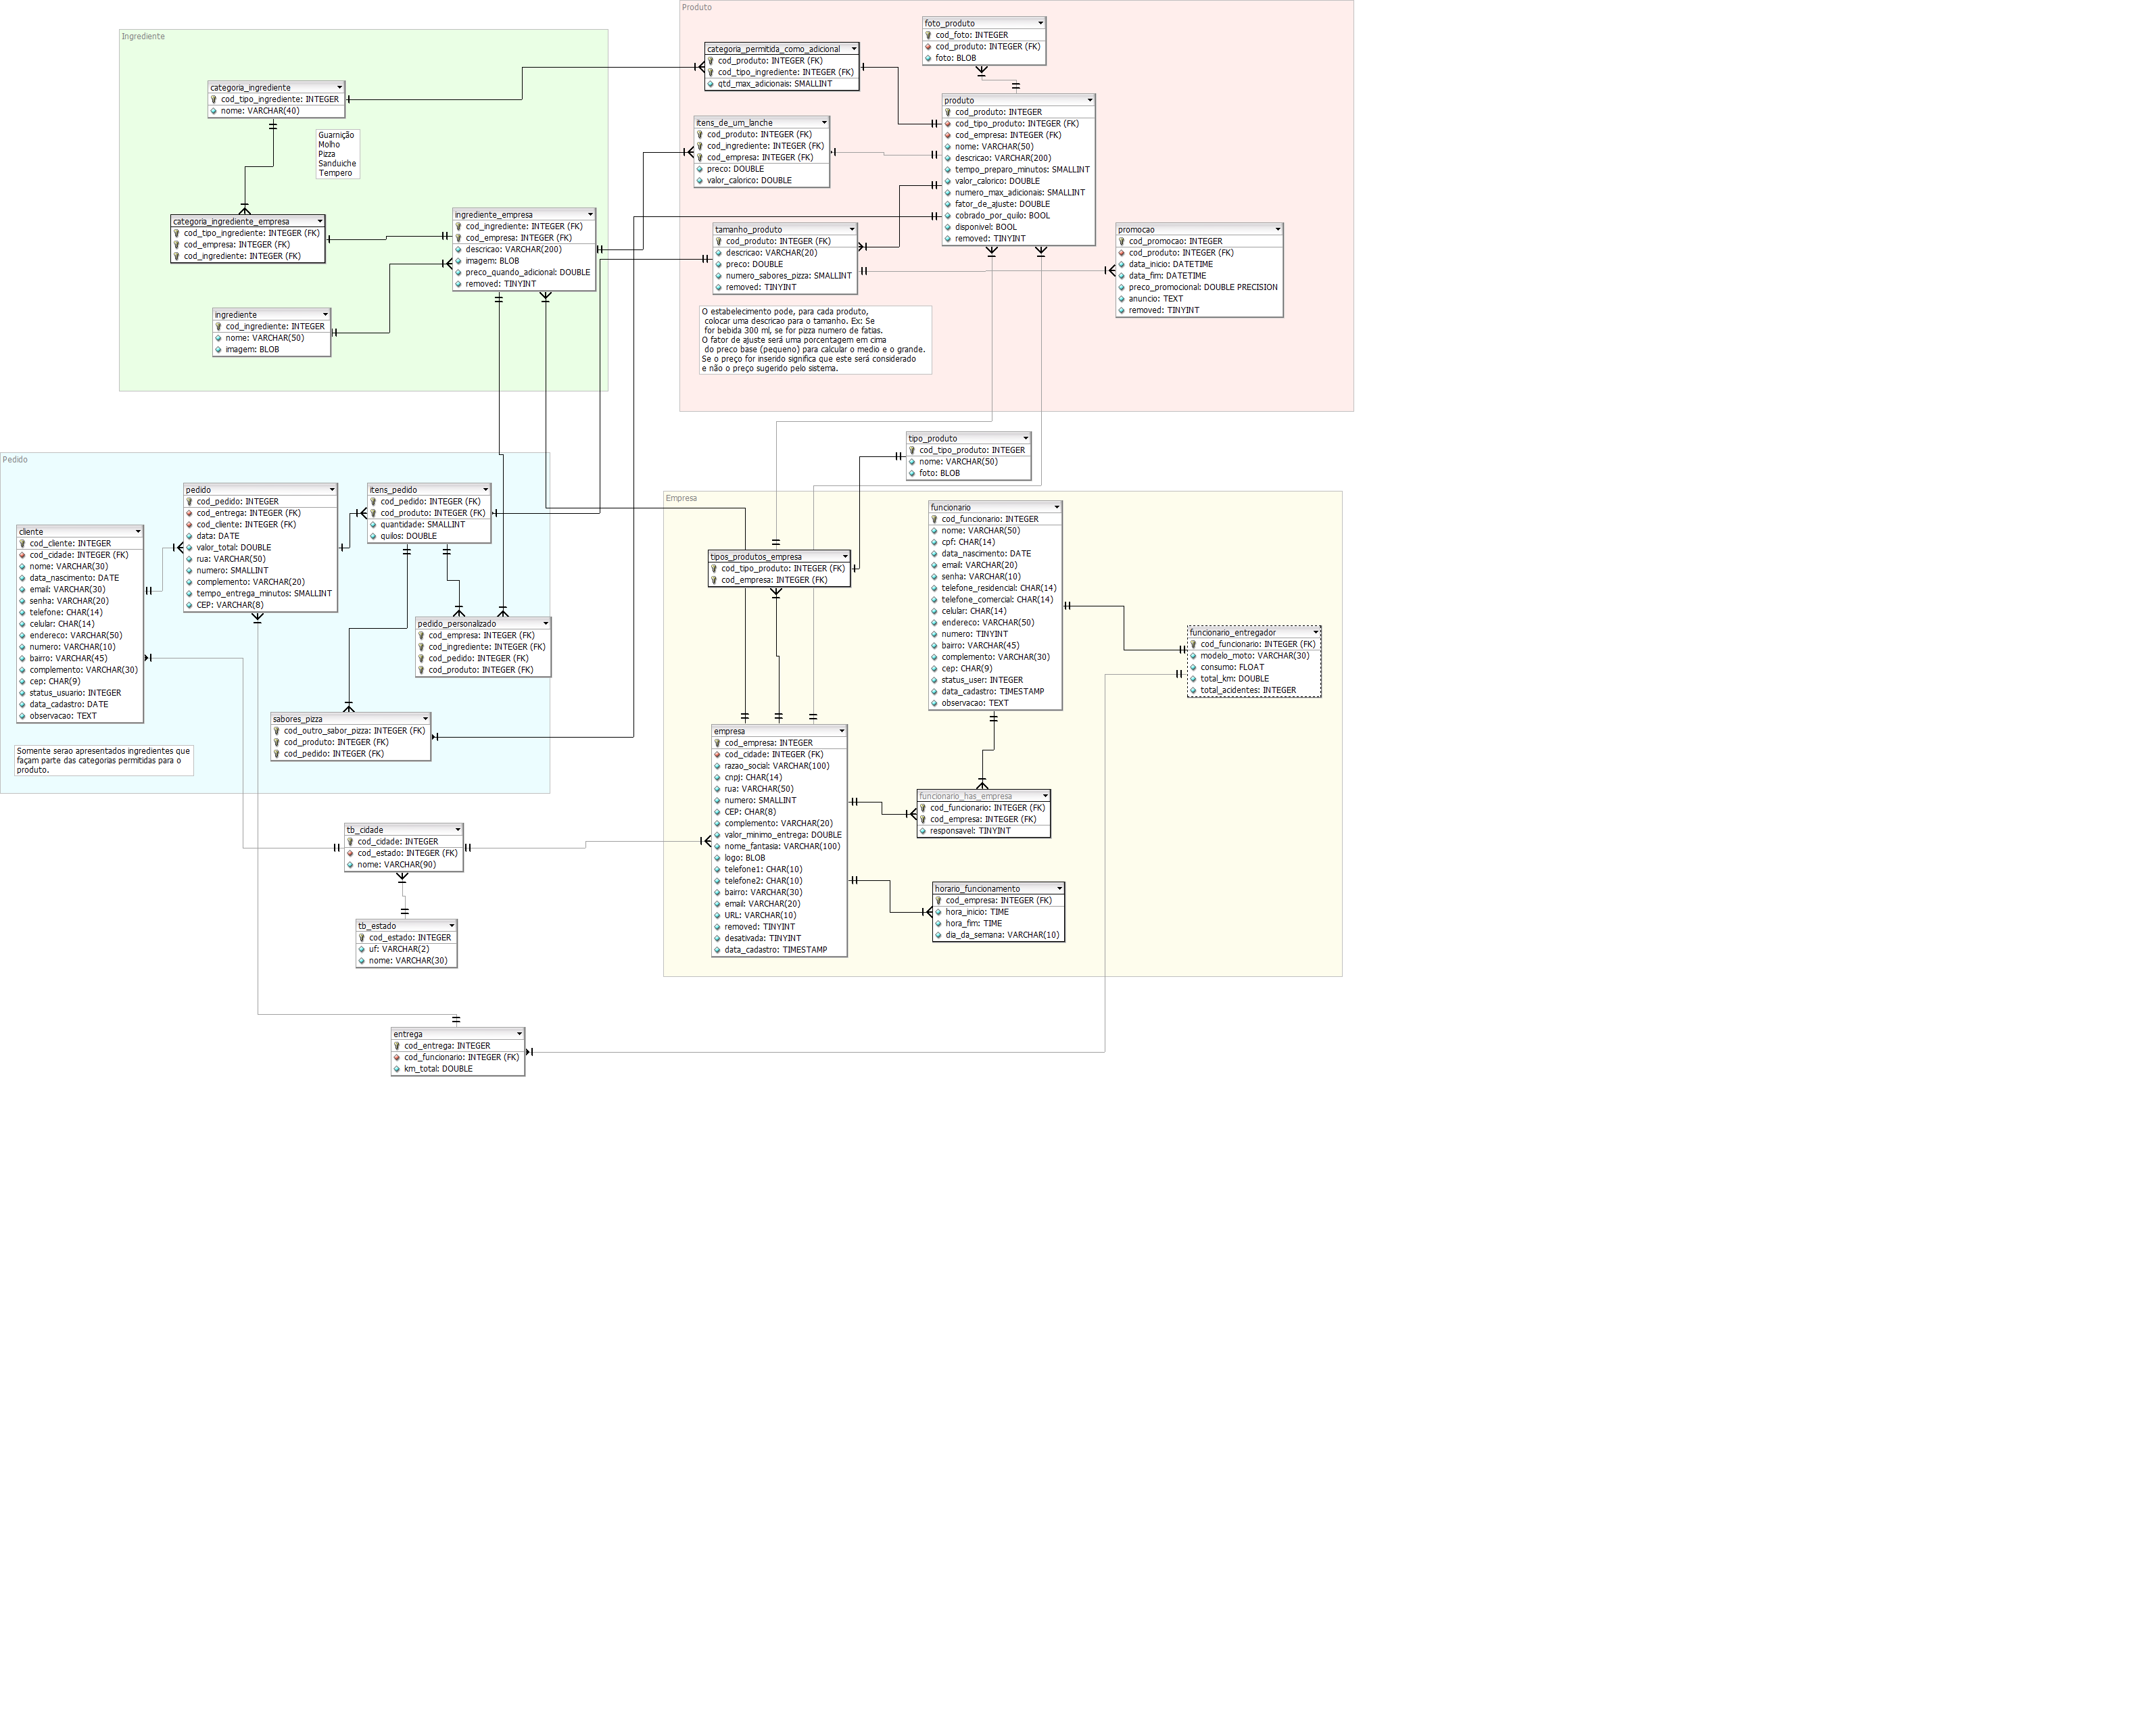 Ingrediente
categoria_ingrediente
cod_tipo_ingrediente: INTEGER
nome: VARCHAR(40)
Guarnição
Molho
Pizza
Sanduiche
Tempero
categoria_ingrediente_empresa
cod_tipo_ingrediente: INTEGER (FK)
cod_empresa: INTEGER (FK)
cod_ingrediente: INTEGER (FK)
ingrediente_empresa
cod_ingrediente: INTEGER (FK)
cod_empresa: INTEGER (FK)
descricao: VARCHAR(200)
imagem: BLOB
preco_quando_adicional: DOUBLE
removed: TINYINT
ingrediente
cod_ingrediente: INTEGER
nome: VARCHAR(50)
imagem: BLOB
Produto
categoria_permitida_como_adicional
cod_produto: INTEGER (FK)
cod_tipo_ingrediente: INTEGER (FK)
qtd_max_adicionais: SMALLINT
foto_produto
cod_foto: INTEGER
cod_produto: INTEGER (FK)
foto: BLOB
itens_de_um_lanche
cod_produto: INTEGER (FK)
cod_ingrediente: INTEGER (FK)
cod_empresa: INTEGER (FK)
preco: DOUBLE
valor_calorico: DOUBLE
produto
cod_produto: INTEGER
cod_tipo_produto: INTEGER (FK)
cod_empresa: INTEGER (FK)
nome: VARCHAR(50)
descricao: VARCHAR(200)
tempo_preparo_minutos: SMALLINT
valor_calorico: DOUBLE
numero_max_adicionais: SMALLINT
fator_de_ajuste: DOUBLE
cobrado_por_quilo: BOOL
disponivel: BOOL
removed: TINYINT
tamanho_produto
cod_produto: INTEGER (FK)
descricao: VARCHAR(20)
preco: DOUBLE
numero_sabores_pizza: SMALLINT
removed: TINYINT
promocao
cod_promocao: INTEGER
cod_produto: INTEGER (FK)
data_inicio: DATETIME
data_fim: DATETIME
preco_promocional: DOUBLE PRECISION
anuncio: TEXT
removed: TINYINT
O estabelecimento pode, para cada produto,
colocar uma descricao para o tamanho. Ex: Se
for bebida 300 ml, se for pizza numero de fatias.
O fator de ajuste será uma porcentagem em cima
do preco base (pequeno) para calcular o medio e o grande.
Se o preço for inserido significa que este será considerado
e não o preço sugerido pelo sistema.
tipo_produto
cod_tipo_produto: INTEGER
nome: VARCHAR(50)
foto: BLOB
Pedido
cliente
cod_cliente: INTEGER
cod_cidade: INTEGER (FK)
nome: VARCHAR(30)
data_nascimento: DATE
email: VARCHAR(30)
senha: VARCHAR(20)
telefone: CHAR(14)
celular: CHAR(14)
endereco: VARCHAR(50)
numero: VARCHAR(10)
bairro: VARCHAR(45)
complemento: VARCHAR(30)
cep: CHAR(9)
status_usuario: INTEGER
data_cadastro: DATE
observacao: TEXT
pedido
cod_pedido: INTEGER
cod_entrega: INTEGER (FK)
cod_cliente: INTEGER (FK)
data: DATE
valor_total: DOUBLE
rua: VARCHAR(50)
numero: SMALLINT
complemento: VARCHAR(20)
tempo_entrega_minutos: SMALLINT
CEP: VARCHAR(8)
itens_pedido
cod_pedido: INTEGER (FK)
cod_produto: INTEGER (FK)
quantidade: SMALLINT
quilos: DOUBLE
pedido_personalizado
cod_empresa: INTEGER (FK)
cod_ingrediente: INTEGER (FK)
cod_pedido: INTEGER (FK)
cod_produto: INTEGER (FK)
sabores_pizza
cod_outro_sabor_pizza: INTEGER (FK)
cod_produto: INTEGER (FK)
cod_pedido: INTEGER (FK)
Somente serao apresentados ingredientes que
façam parte das categorias permitidas para o
produto.
Empresa
tipos_produtos_empresa
cod_tipo_produto: INTEGER (FK)
cod_empresa: INTEGER (FK)
funcionario
cod_funcionario: INTEGER
nome: VARCHAR(50)
cpf: CHAR(14)
data_nascimento: DATE
email: VARCHAR(20)
senha: VARCHAR(10)
telefone_residencial: CHAR(14)
telefone_comercial: CHAR(14)
celular: CHAR(14)
endereco: VARCHAR(50)
numero: TINYINT
bairro: VARCHAR(45)
complemento: VARCHAR(30)
cep: CHAR(9)
status_user: INTEGER
data_cadastro: TIMESTAMP
observacao: TEXT
funcionario_entregador
cod_funcionario: INTEGER (FK)
modelo_moto: VARCHAR(30)
consumo: FLOAT
total_km: DOUBLE
total_acidentes: INTEGER
empresa
cod_empresa: INTEGER
cod_cidade: INTEGER (FK)
razao_social: VARCHAR(100)
cnpj: CHAR(14)
rua: VARCHAR(50)
numero: SMALLINT
CEP: CHAR(8)
complemento: VARCHAR(20)
valor_minimo_entrega: DOUBLE
nome_fantasia: VARCHAR(100)
logo: BLOB
telefone1: CHAR(10)
telefone2: CHAR(10)
bairro: VARCHAR(30)
email: VARCHAR(20)
URL: VARCHAR(10)
removed: TINYINT
desativada: TINYINT
data_cadastro: TIMESTAMP
funcionario_has_empresa
cod_funcionario: INTEGER (FK)
cod_empresa: INTEGER (FK)
responsavel: TINYINT
horario_funcionamento
cod_empresa: INTEGER (FK)
hora_inicio: TIME
hora_fim: TIME
dia_da_semana: VARCHAR(10)
tb_cidade
cod_cidade: INTEGER
cod_estado: INTEGER (FK)
nome: VARCHAR(90)
tb_estado
cod_estado: INTEGER
uf: VARCHAR(2)
nome: VARCHAR(30)
entrega
cod_entrega: INTEGER
cod_funcionario: INTEGER (FK)
km_total: DOUBLE